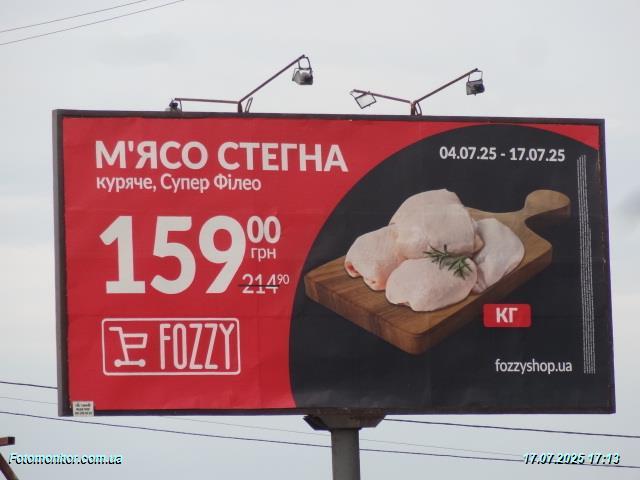 М'ЯСО СТЕГНА
куряче, Супер Філео
04.07.25 - 17.07.25
159 00
грн
214 90
КГ
FOZZY
fozzyshop.ua
Fotomonitor.com.ua
17.07.2025 17:13